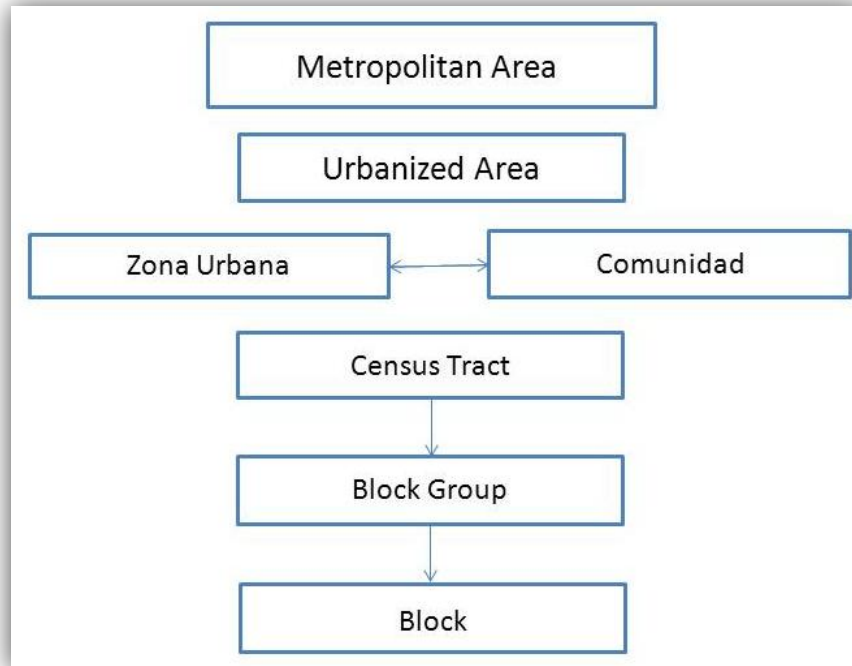 Metropolitan Area
Urbanized Area
Zona Urbana
Comunidad
Census Tract
Block Group
Block